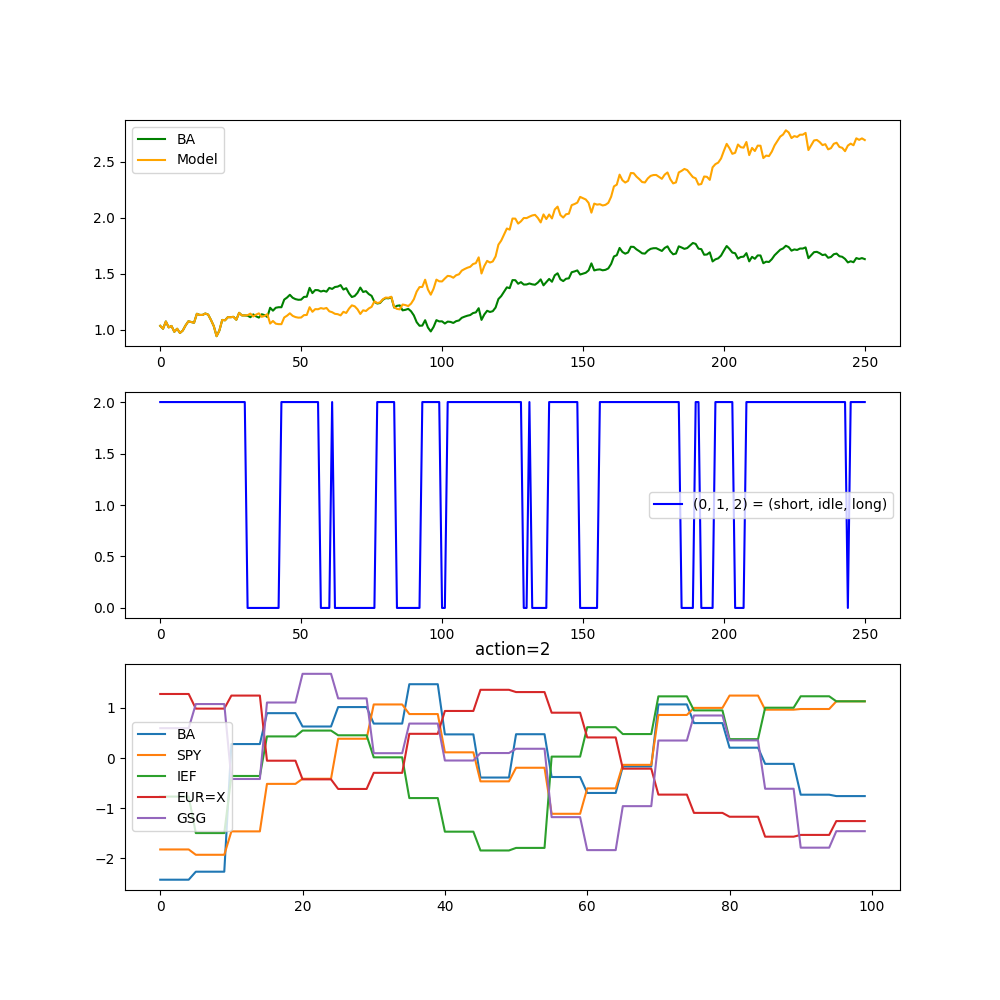 BA
Model
2.5
2.0
1.5
1.0
0 50 100 150 200 250
2.0
1.5
1.0
0.5
0.0
(0, 1, 2) = (short, idle, long)
0 50 100 150 200 250
action=2
1
0
−1
−2
BA
SPY
IEF
EUR=X
GSG
0 20 40 60 80 100